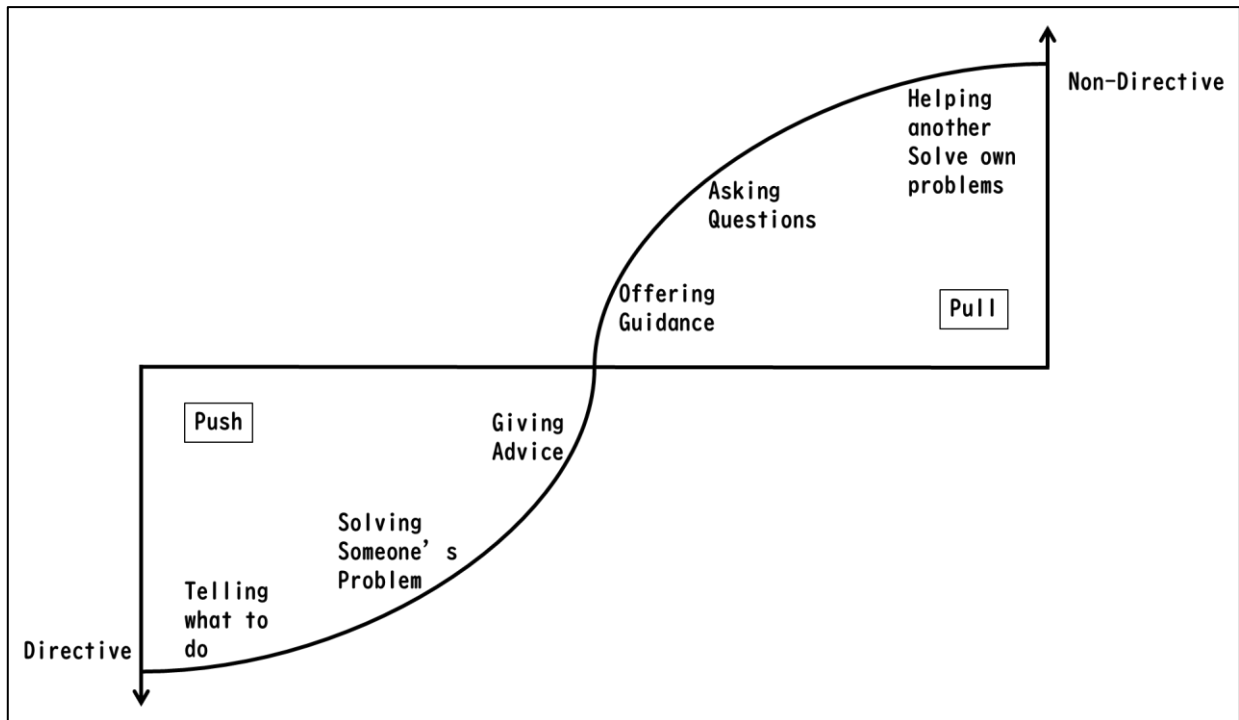 Non-Directive
Helping
another
Solve own
problems
Asking
Questions
Offering
Guidance
Pull
Push
Giving
Advice
Solving
Someone’s
Problem
Telling
what to
do
Directive